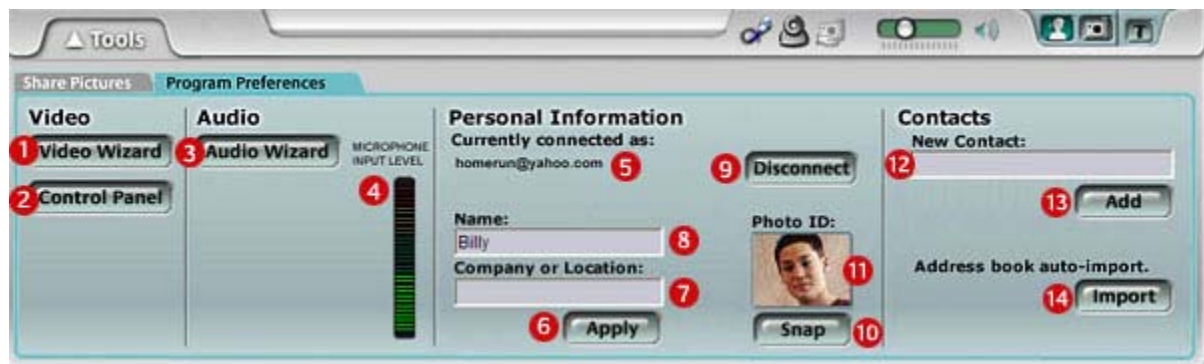 Tools
T
Share Pictures
Program Preferences
Video
1 Video Wizard
2 Control Panel
Audio
3 Audio Wizard
MICROPHONE
INPUT LEVEL
4
Personal Information
Currently connected as:
homerun@yahoo.com 5
9 Disconnect
Name:
Billy 8
Company or Location:
7
6 Apply
Photo ID:
11
Snap 10
Contacts
New Contact:
12
13 Add
Address book auto-import.
14 Import